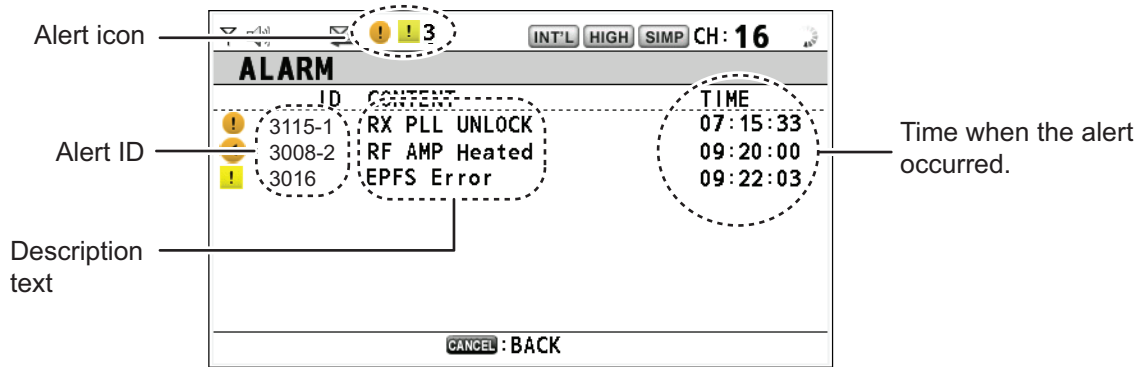 Alert icon
! ! 3 INT'L HIGH SIMP CH: 16
ALARM
ID CONTENT TIME
! 3115-1 RX PLL UNLOCK 07:15:33
Alert ID
3008-2 RF AMP Heated 09:20:00
! 3016 EPFS Error 09:22:03
Time when the alert
occurred.
Description
text
CANCEL : BACK